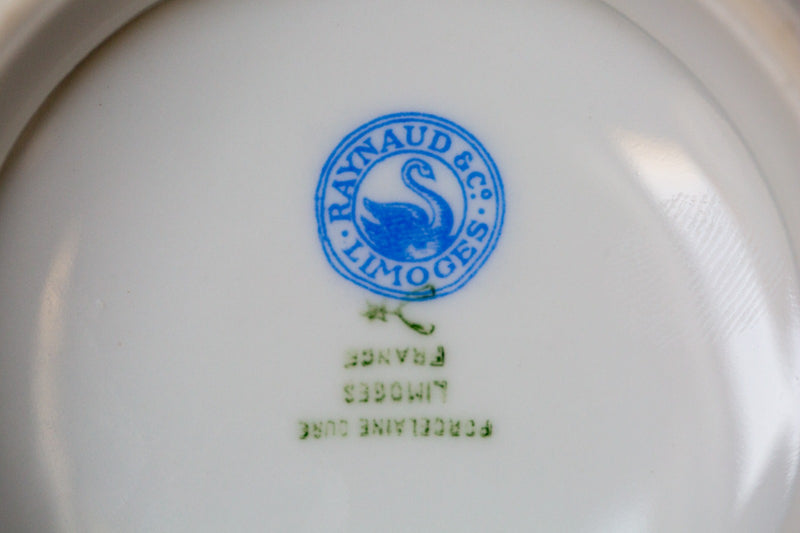 RAYNAUD & Cº
· LIMOGES ·
PORCELAINE DURE
LIMOGES
FRANCE